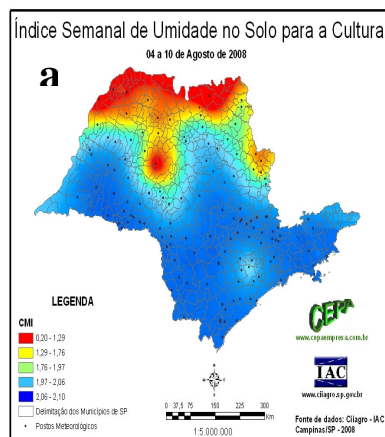 Índice Semanal de Umidade no Solo para a Cultura
04 a 10 de Agosto de 2008
a
LEGENDA
CMI
0,20 - 1,29
1,29 - 1,76
1,76 - 1,97
1,97 - 2,06
2,06 - 2,10
Delimitação dos Municípios de SP
Postos Meteorológicos
CEPA
www.cepaempresa.com.br
IAC
www.ciiagro.sp.gov.br
0 37,5 75 150 225 300
Km
1:5.000.000
Fonte de dados: Ciiagro - IAC
Campinas/SP - 2008